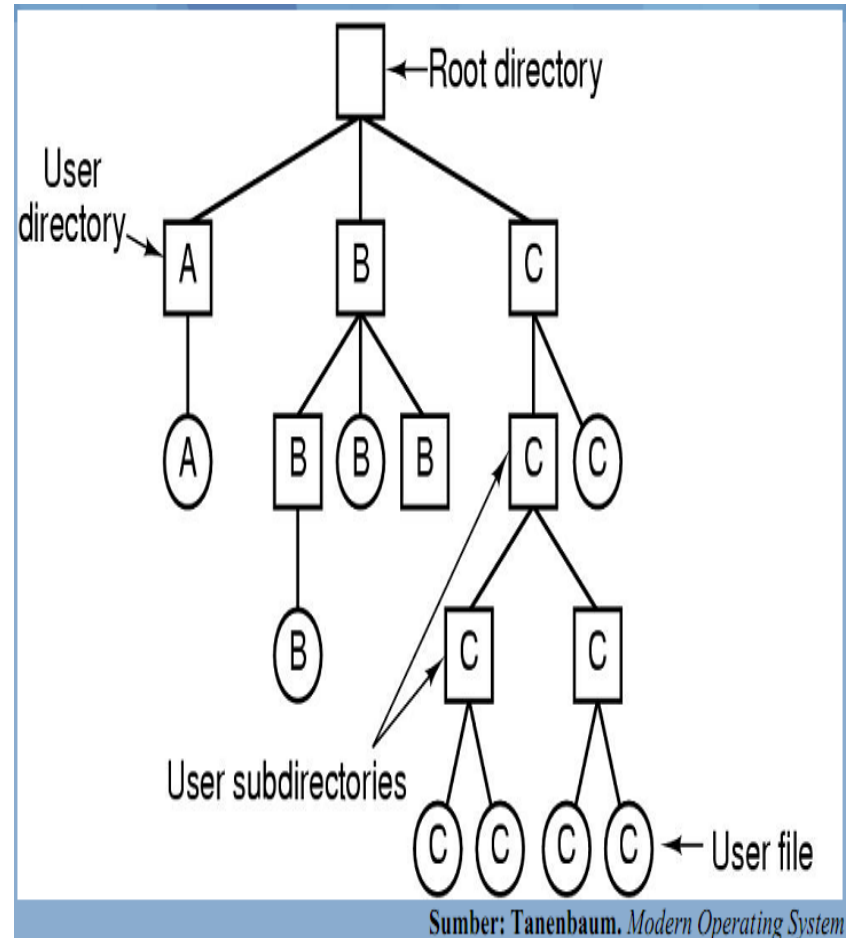 Root directory
User
directory
A B C
A B B B C C
B C C
User subdirectories
C C C C
User file
Sumber: Tanenbaum. Modern Operating System